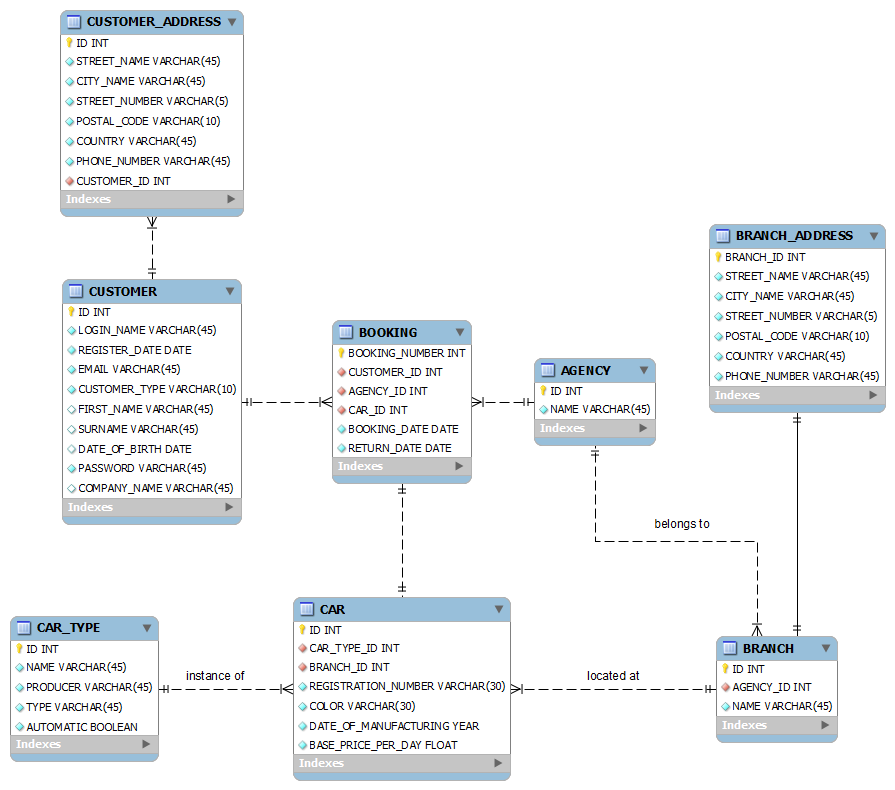 CUSTOMER_ADDRESS
ID INT
STREET_NAME VARCHAR(45)
CITY_NAME VARCHAR(45)
STREET_NUMBER VARCHAR(5)
POSTAL_CODE VARCHAR(10)
COUNTRY VARCHAR(45)
PHONE_NUMBER VARCHAR(45)
CUSTOMER_ID INT
Indexes
CUSTOMER
ID INT
LOGIN_NAME VARCHAR(45)
REGISTER_DATE DATE
EMAIL VARCHAR(45)
CUSTOMER_TYPE VARCHAR(10)
FIRST_NAME VARCHAR(45)
SURNAME VARCHAR(45)
DATE_OF_BIRTH DATE
PASSWORD VARCHAR(45)
COMPANY_NAME VARCHAR(45)
Indexes
BOOKING
BOOKING_NUMBER INT
CUSTOMER_ID INT
AGENCY_ID INT
CAR_ID INT
BOOKING_DATE DATE
RETURN_DATE DATE
Indexes
AGENCY
ID INT
NAME VARCHAR(45)
Indexes
BRANCH_ADDRESS
BRANCH_ID INT
STREET_NAME VARCHAR(45)
CITY_NAME VARCHAR(45)
STREET_NUMBER VARCHAR(5)
POSTAL_CODE VARCHAR(10)
COUNTRY VARCHAR(45)
PHONE_NUMBER VARCHAR(45)
Indexes
belongs to
CAR_TYPE
ID INT
NAME VARCHAR(45)
PRODUCER VARCHAR(45)
TYPE VARCHAR(45)
AUTOMATIC BOOLEAN
Indexes
instance of
CAR
ID INT
CAR_TYPE_ID INT
BRANCH_ID INT
REGISTRATION_NUMBER VARCHAR(30)
COLOR VARCHAR(30)
DATE_OF_MANUFACTURING YEAR
BASE_PRICE_PER_DAY FLOAT
Indexes
located at
BRANCH
ID INT
AGENCY_ID INT
NAME VARCHAR(45)
Indexes